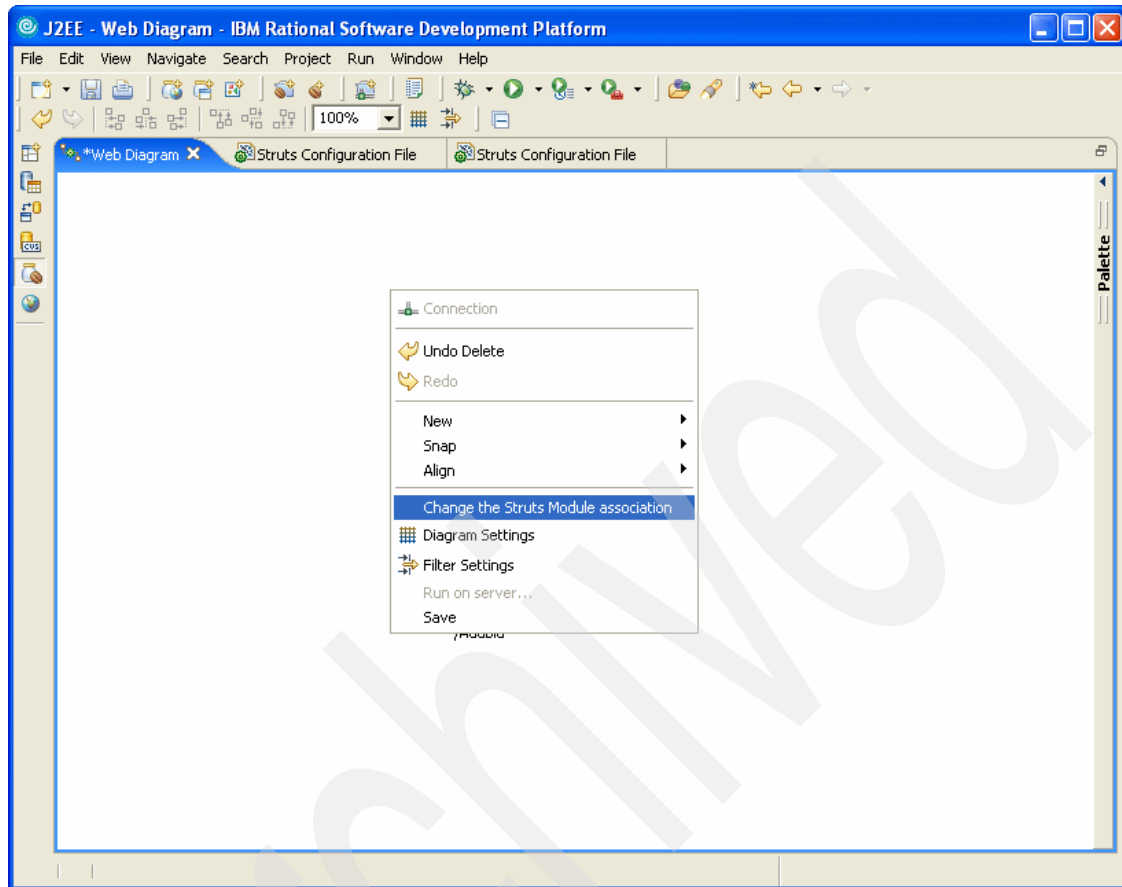 J2EE - Web Diagram - IBM Rational Software Development Platform
File Edit View Navigate Search Project Run Window Help
100%
*Web Diagram Struts Configuration File Struts Configuration File
CVS
Palette
Connection
Undo Delete
Redo
New
Snap
Align
Change the Struts Module association
Diagram Settings
Filter Settings
Run on server...
Save